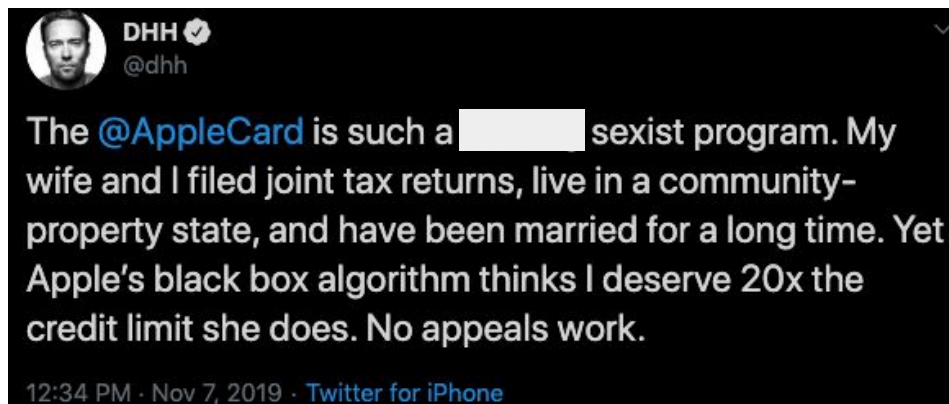 DHH
@dhh
The @AppleCard is such a sexist program. My
wife and I filed joint tax returns, live in a community-
property state, and have been married for a long time. Yet
Apple’s black box algorithm thinks I deserve 20x the
credit limit she does. No appeals work.
12:34 PM · Nov 7, 2019 · Twitter for iPhone